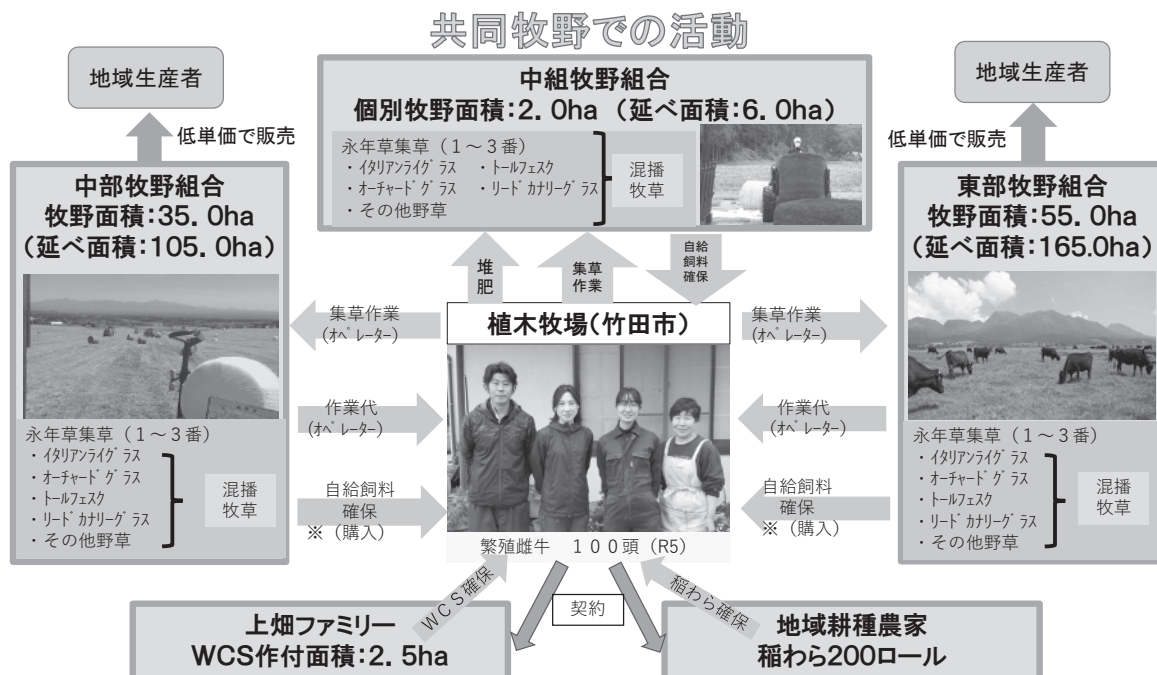 共同牧野での活動
地域生産者
低単価で販売
中部牧野組合
牧野面積:35.0ha
(延べ面積:105.0ha)
永年草集草(1~3番)
・イタリアンライグラス
・オーチャードグラス
・トールフェスク
・リードカナリーグラス
・その他野草
混播
牧草
中組牧野組合
個別牧野面積:2.0ha (延べ面積:6.0ha)
永年草集草(1~3番)
・イタリアンライグラス ・トールフェスク
・オーチャードグラス ・リードカナリーグラス
・その他野草
混播
牧草
地域生産者
低単価で販売
東部牧野組合
牧野面積:55.0ha
(延べ面積:165.0ha)
永年草集草(1~3番)
・イタリアンライグラス
・オーチャードグラス
・トールフェスク
・リードカナリーグラス
・その他野草
混播
牧草
堆肥
集草
作業
自給
飼料
確保
植木牧場(竹田市)
繁殖雌牛 100頭(R5)
集草作業
(オペレーター)
作業代
(オペレーター)
自給飼料
確保
※(購入)
集草作業
(オペレーター)
作業代
(オペレーター)
自給飼料
確保
※(購入)
WCS確保
契約
稲わら確保
上畑ファミリー
WCS作付面積:2.5ha
地域耕種農家
稲わら200ロール